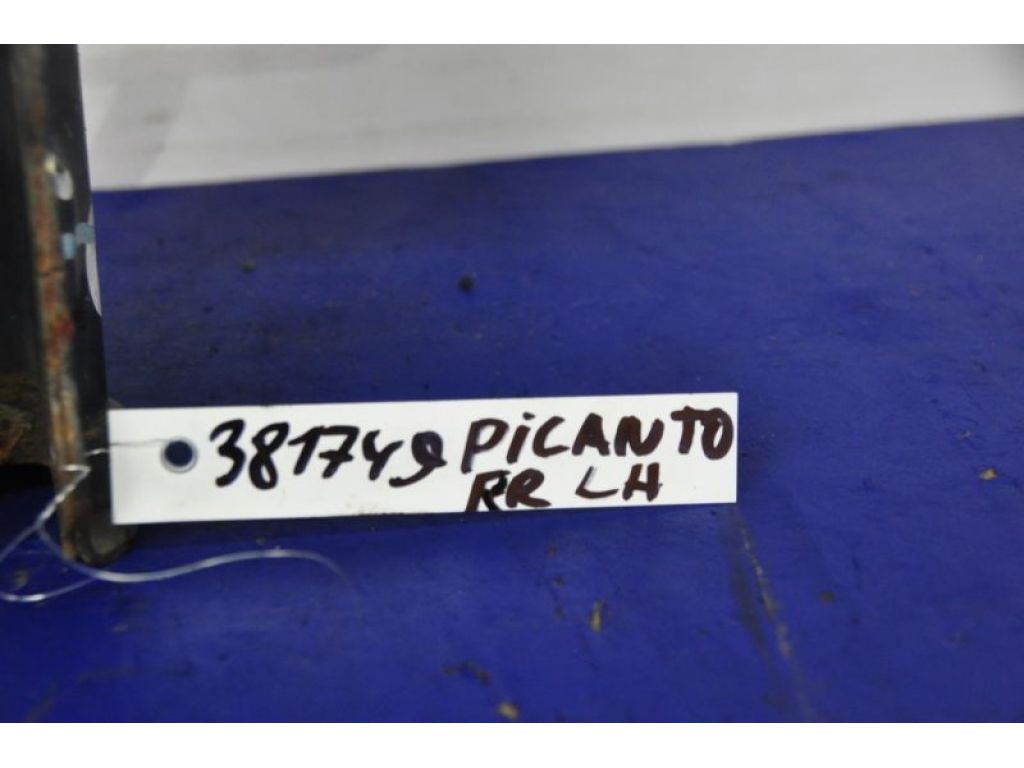 381749 PiCANTO
RR LH